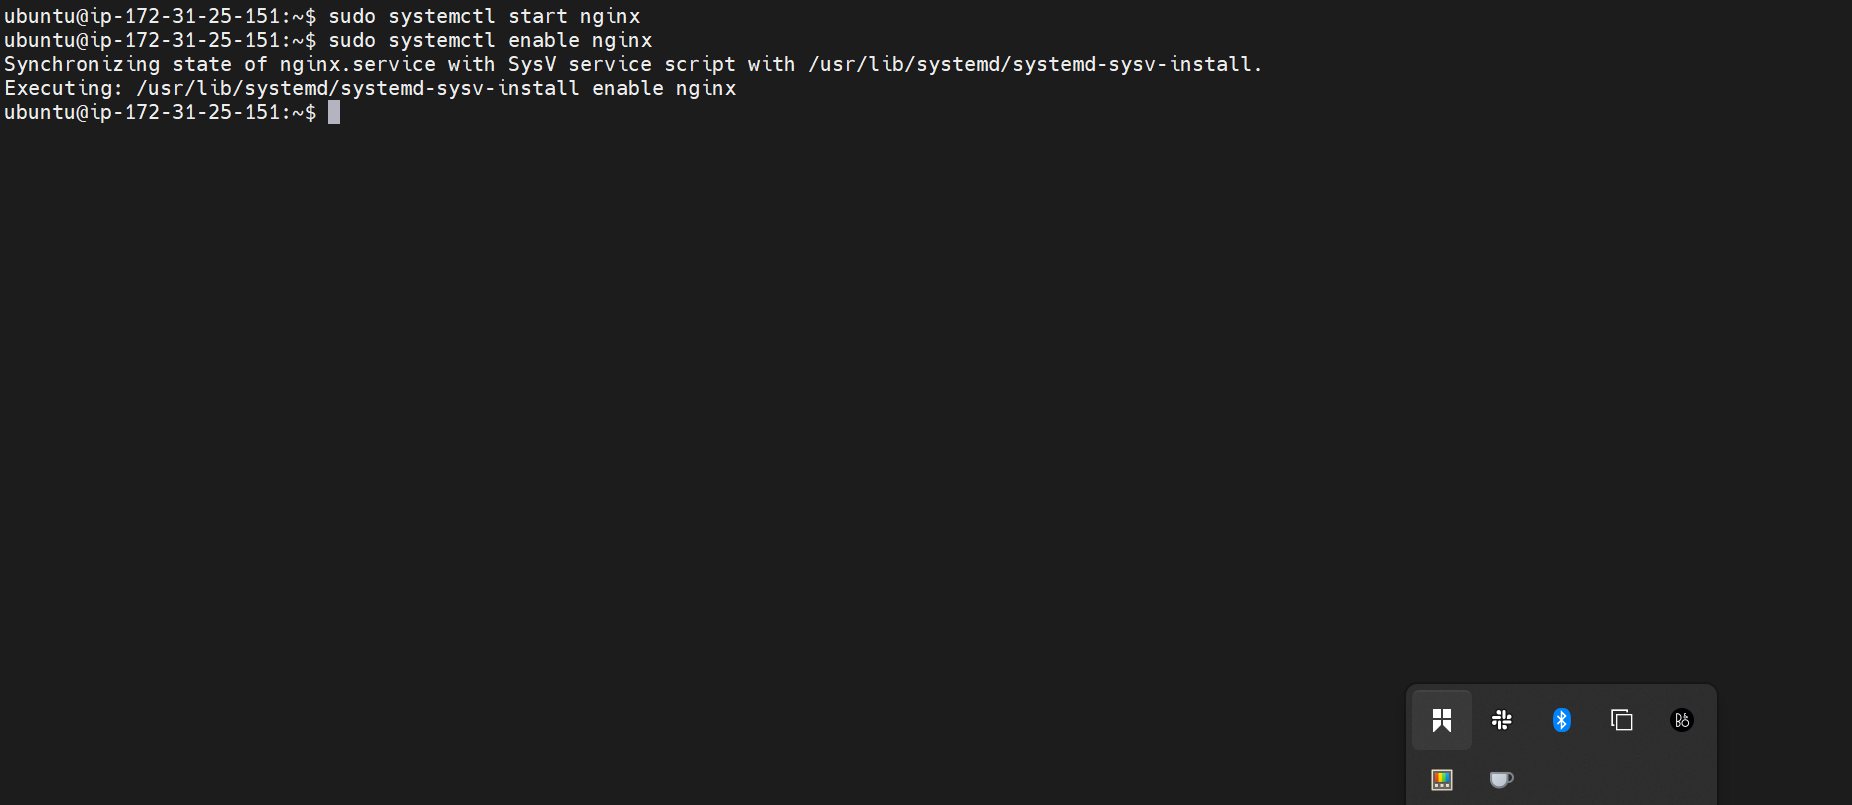 ubuntu@ip-172-31-25-151:~$ sudo systemctl start nginx
ubuntu@ip-172-31-25-151:~$ sudo systemctl enable nginx
Synchronizing state of nginx.service with SysV service script with /usr/lib/systemd/systemd-sysv-install.
Executing: /usr/lib/systemd/systemd-sysv-install enable nginx
ubuntu@ip-172-31-25-151:~$